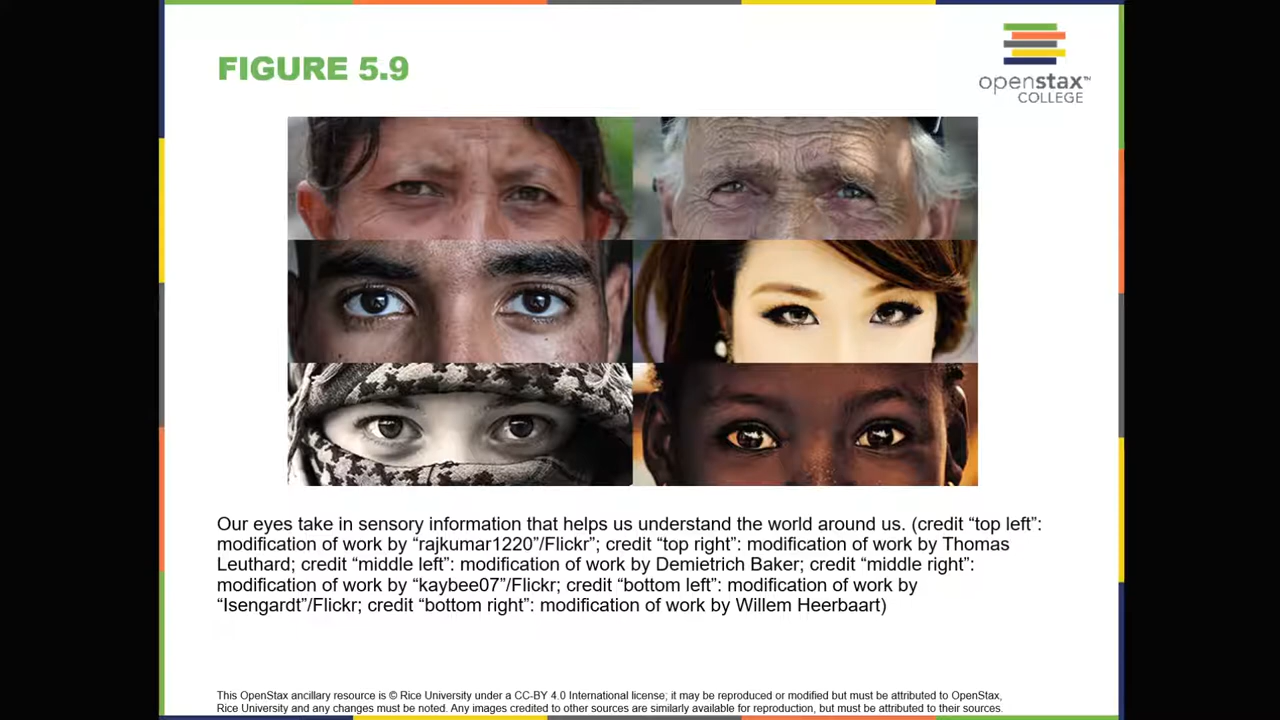 FIGURE 5.9
openstax™
COLLEGE
Our eyes take in sensory information that helps us understand the world around us. (credit “top left”:
modification of work by “rajkumar1220”/Flickr”; credit “top right”: modification of work by Thomas
Leuthard; credit “middle left”: modification of work by Demietrich Baker; credit “middle right”:
modification of work by “kaybee07”/Flickr; credit “bottom left”: modification of work by
“Isengardt”/Flickr; credit “bottom right”: modification of work by Willem Heerbaart)
This OpenStax ancillary resource is © Rice University under a CC-BY 4.0 International license; it may be reproduced or modified but must be attributed to OpenStax,
Rice University and any changes must be noted. Any images credited to other sources are similarly available for reproduction, but must be attributed to their sources.